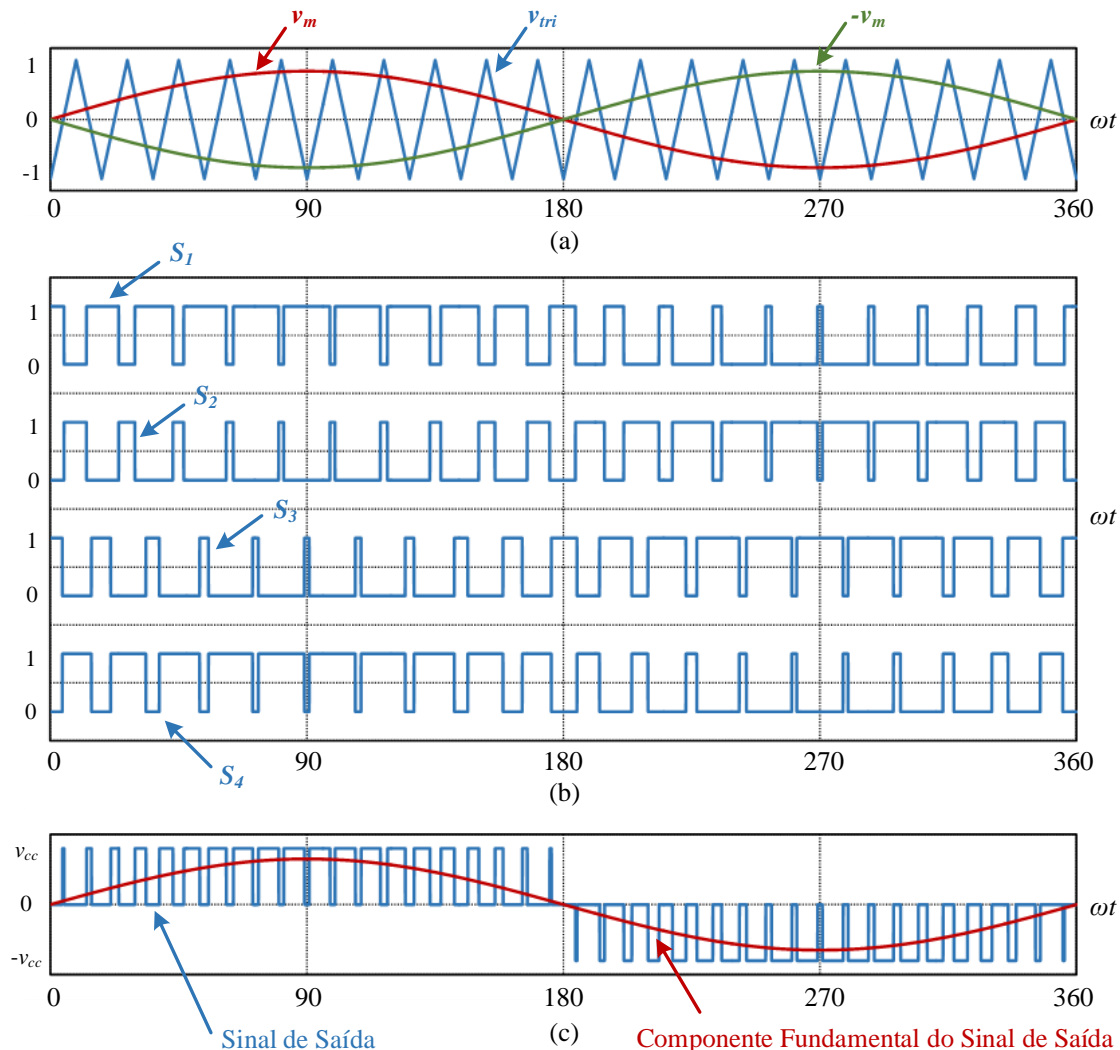 v_m v_tri -v_m
1
0
-1
ωt
0 90 180 270 360
(a)
S_1
1
0
S_2
1
0
S_3
ωt
1
0
1
0
S_4
0 90 180 270 360
(b)
v_cc
0
-v_cc
ωt
0 90 180 270 360
Sinal de Saída
(c)
Componente Fundamental do Sinal de Saída